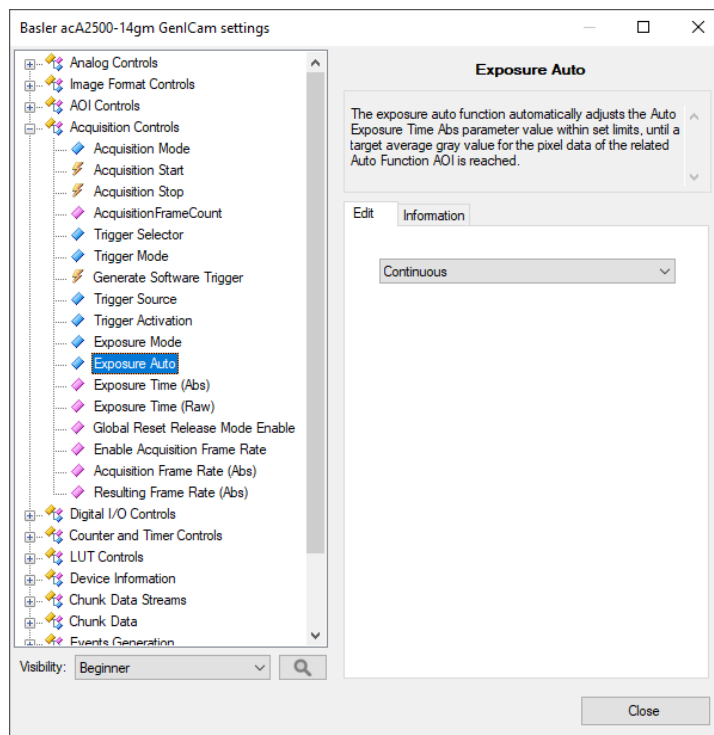 Basler acA2500-14gm GenICam settings
Analog Controls
Image Format Controls
AOI Controls
Acquisition Controls
Acquisition Mode
Acquisition Start
Acquisition Stop
AcquisitionFrameCount
Trigger Selector
Trigger Mode
Generate Software Trigger
Trigger Source
Trigger Activation
Exposure Mode
Exposure Auto
Exposure Time (Abs)
Exposure Time (Raw)
Global Reset Release Mode Enable
Enable Acquisition Frame Rate
Acquisition Frame Rate (Abs)
Resulting Frame Rate (Abs)
Digital I/O Controls
Counter and Timer Controls
LUT Controls
Device Information
Chunk Data Streams
Chunk Data
Events Generation
Visibility: Beginner
Exposure Auto
The exposure auto function automatically adjusts the Auto
Exposure Time Abs parameter value within set limits, until a
target average gray value for the pixel data of the related
Auto Function AOI is reached.
Edit Information
Continuous
Close